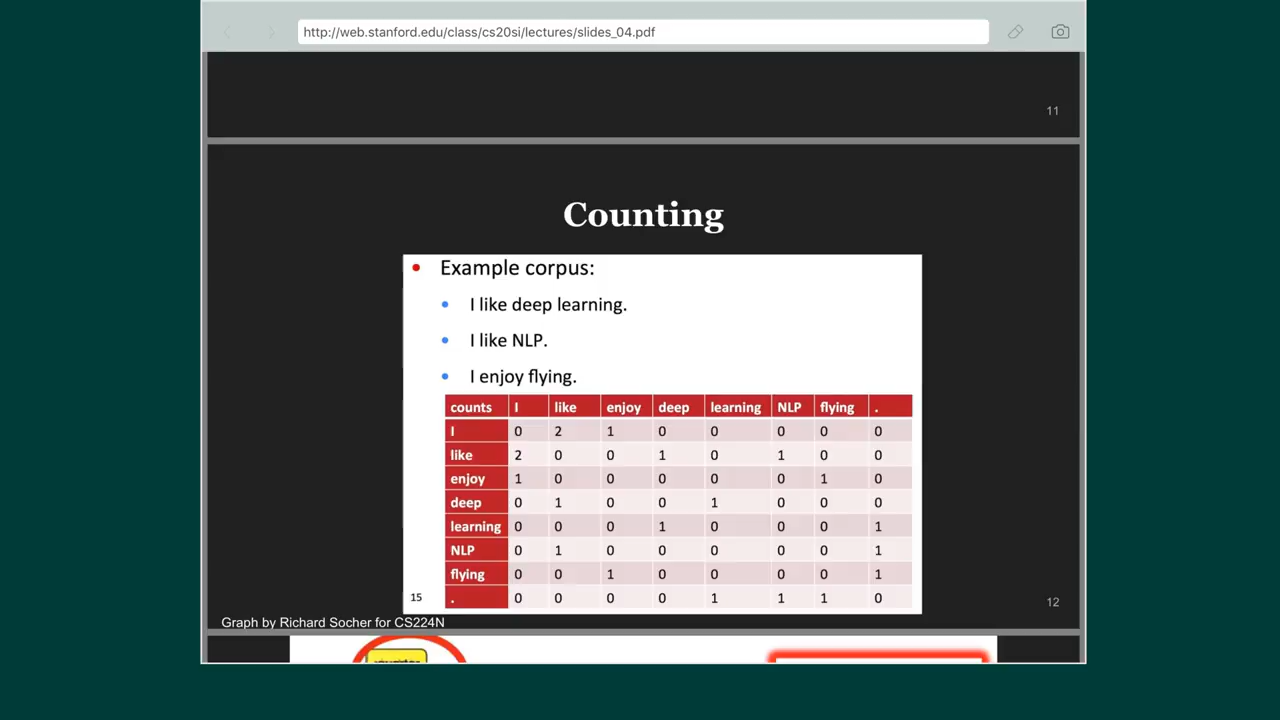 http://web.stanford.edu/class/cs20si/lectures/slides_04.pdf
11
Counting
Example corpus:
I like deep learning.
I like NLP.
I enjoy flying.
counts I like enjoy deep learning NLP flying .
I 0 2 1 0 0 0 0 0
like 2 0 0 1 0 1 0 0
enjoy 1 0 0 0 0 0 1 0
deep 0 1 0 0 1 0 0 0
learning 0 0 0 1 0 0 0 1
NLP 0 1 0 0 0 0 0 1
flying 0 0 1 0 0 0 0 1
. 0 0 0 0 1 1 1 0
15
12
Graph by Richard Socher for CS224N